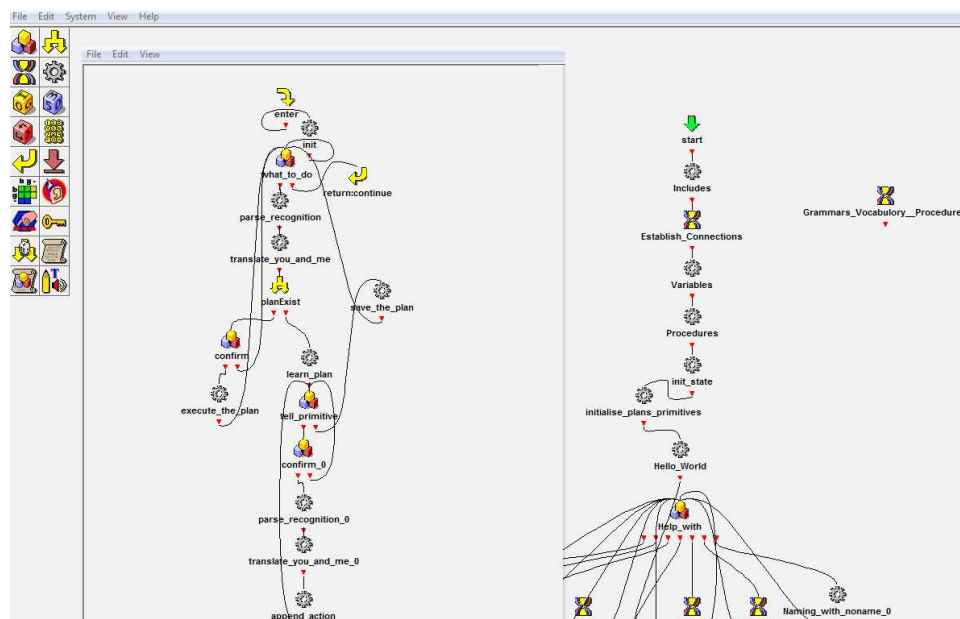 File Edit System View Help
File Edit View
enter
init
what_to_do
return:continue
parse_recognition
translate_you_and_me
planExist
save_the_plan
confirm
learn_plan
execute_the_plan
tell_primitive
confirm_0
parse_recognition_0
translate_you_and_me_0
append_action
start
Includes
Establish_Connections
Grammars_Vocabulory__Procedure
Variables
Procedures
init_state
initialise_plans_primitives
Hello_World
Help_with
Naming_with_noname_0